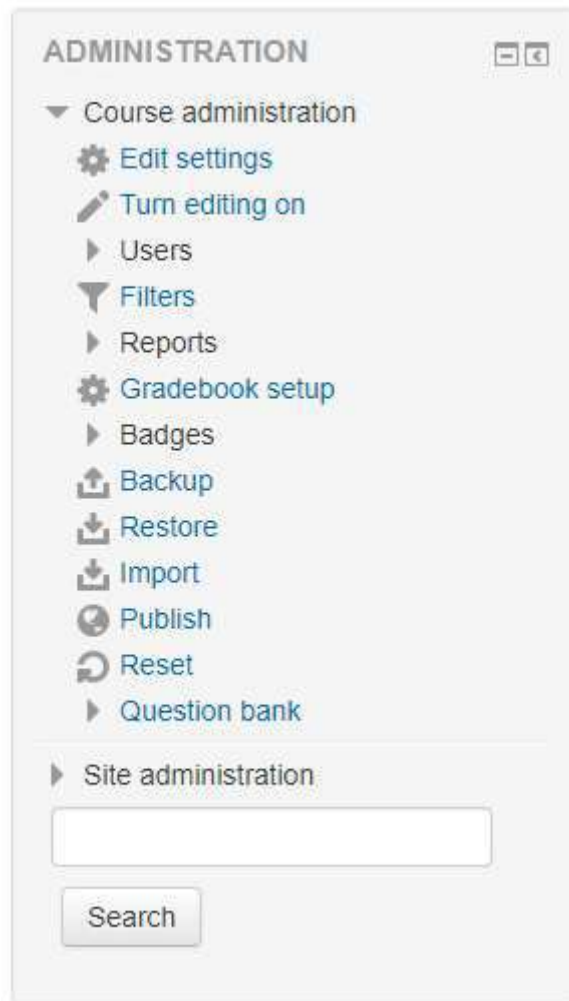 ADMINISTRATION
Course administration
Edit settings
Turn editing on
Users
Filters
Reports
Gradebook setup
Badges
Backup
Restore
Import
Publish
Reset
Question bank
Site administration
Search